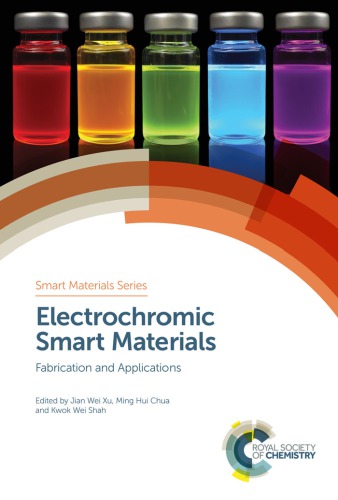 Smart Materials Series
Electrochromic
Smart Materials
Fabrication and Applications
Edited by Jian Wei Xu, Ming Hui Chua
and Kwok Wei Shah
ROYAL SOCIETY
OF CHEMISTRY